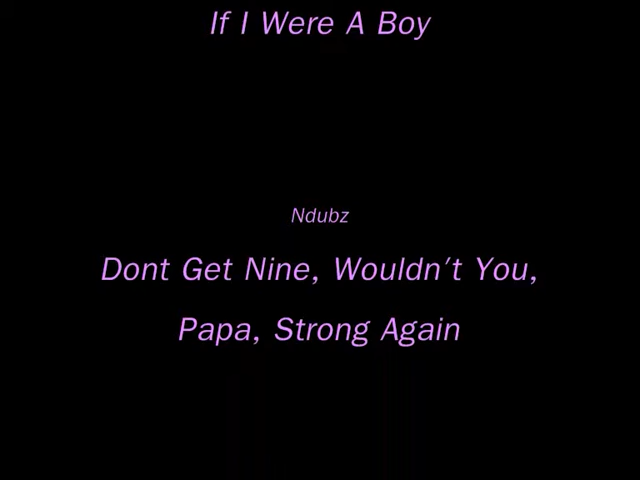 If I Were A Boy
Ndubz
Dont Get Nine, Wouldn't You,
Papa, Strong Again